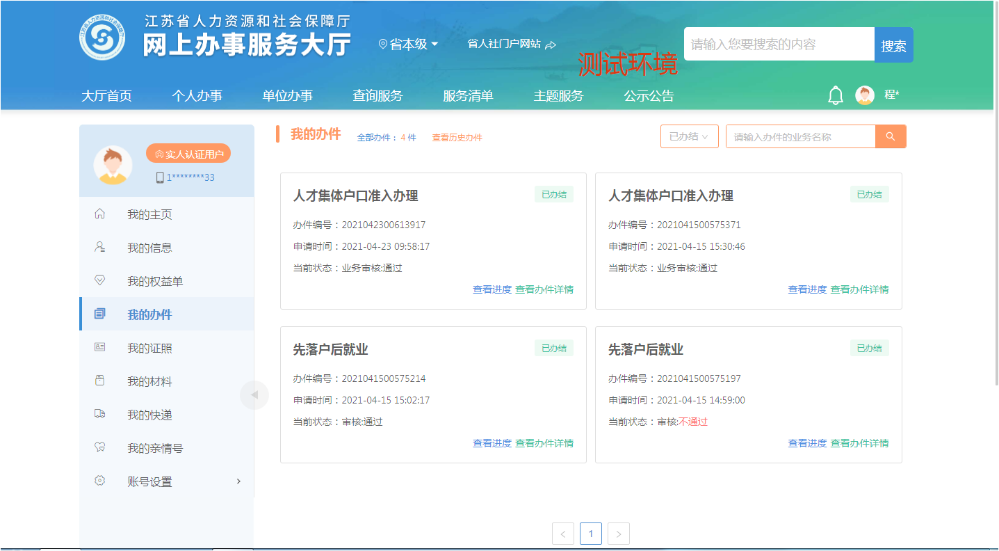 江苏省人力资源和社会保障厅
网上办事服务大厅
省本级
省人社门户网站
测试环境
请输入您要搜索的内容
搜索
大厅首页 个人办事 单位办事 查询服务 服务清单 主题服务 公示公告
程*
实人认证用户
1********33
我的主页
我的信息
我的权益单
我的办件
我的证照
我的材料
我的快递
我的亲情号
账号设置
我的办件 全部办件： 4 件 查看历史办件
已办结
请输入办件的业务名称
人才集体户口准入办理 已办结
办件编号：2021042300613917
申请时间：2021-04-23 09:58:17
当前状态：业务审核:通过
查看进度 查看办件详情
人才集体户口准入办理 已办结
办件编号：2021041500575371
申请时间：2021-04-15 15:30:46
当前状态：业务审核:通过
查看进度 查看办件详情
先落户后就业 已办结
办件编号：2021041500575214
申请时间：2021-04-15 15:02:17
当前状态：审核:通过
查看进度 查看办件详情
先落户后就业 已办结
办件编号：2021041500575197
申请时间：2021-04-15 14:59:00
当前状态：审核:不通过
查看进度 查看办件详情
< 1 >